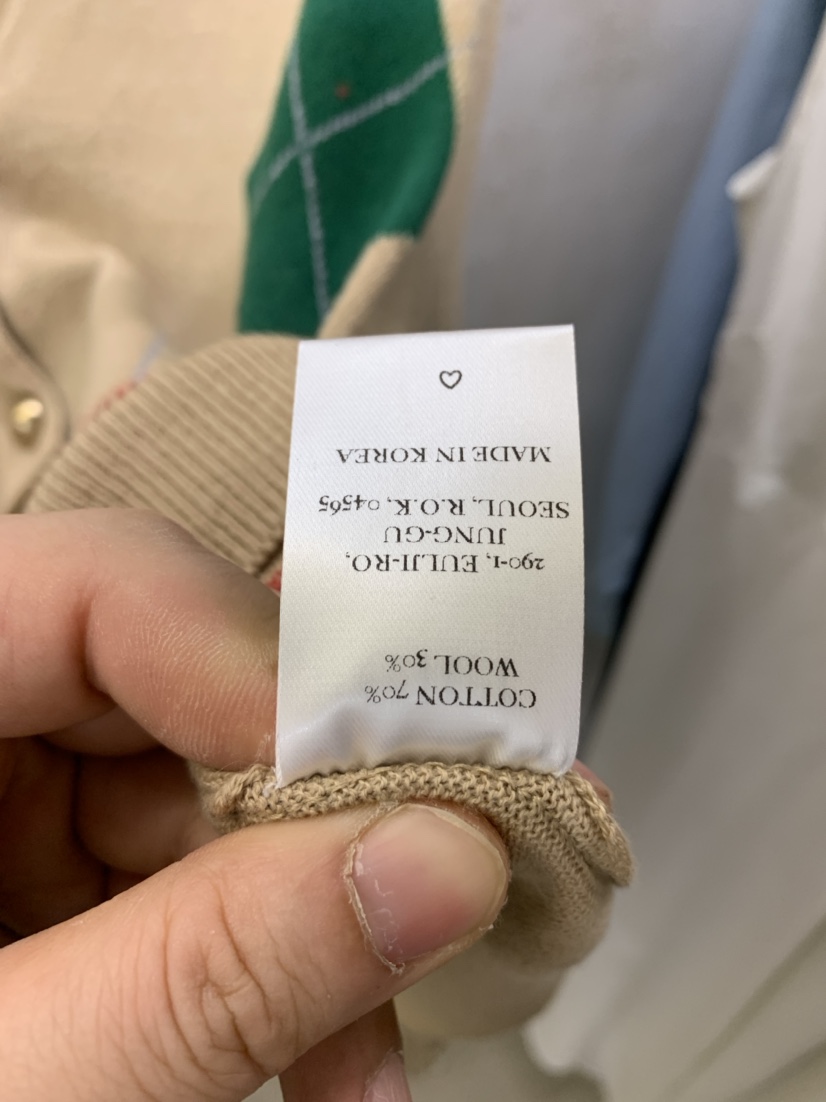 COTTON 70%
WOOL 30%
290-1, EULJI-RO,
JUNG-GU
SEOUL, R.O.K, 04565
MADE IN KOREA